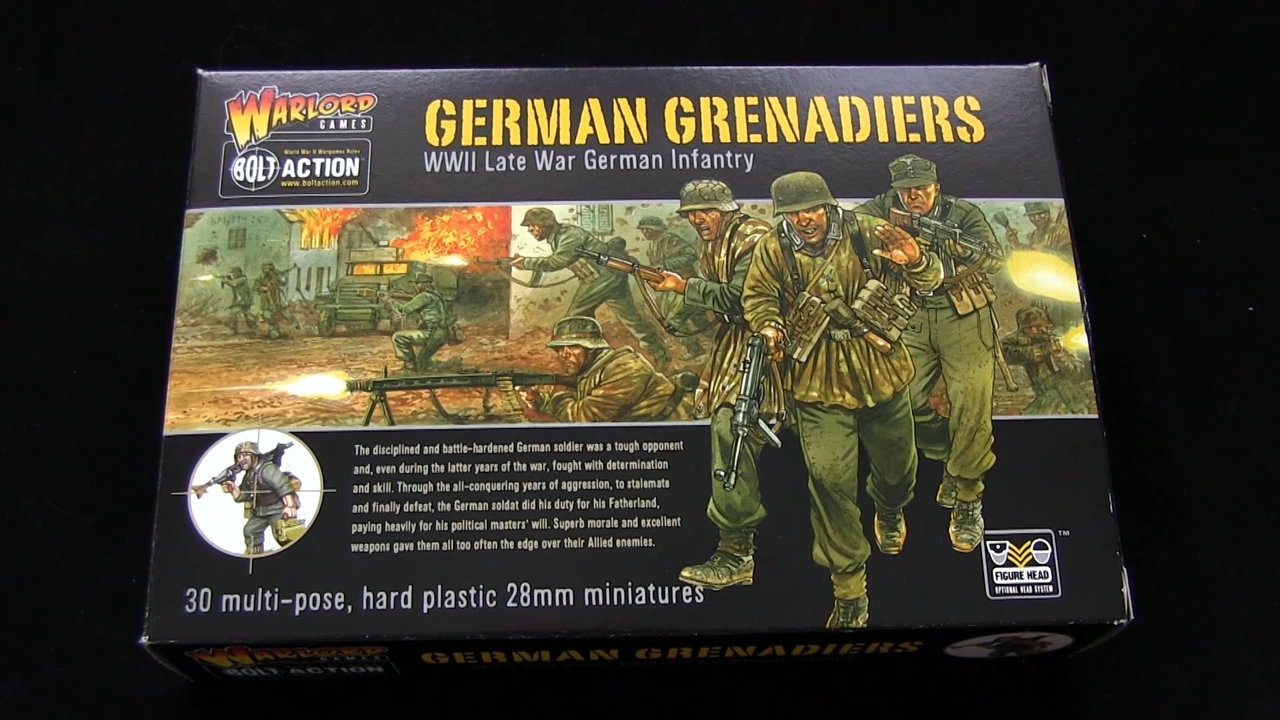 WARLORD
GAMES
World War II Wargames Rules
BOLT ACTION
www.boltaction.com
GERMAN GRENADIERS
WWII Late War German Infantry
The disciplined and battle-hardened German soldier was a tough opponent
and, even during the latter years of the war, fought with determination
and skill. Through the all-conquering years of aggression, to stalemate
and finally defeat, the German soldat did his duty for his Fatherland,
paying heavily for his political masters' will. Superb morale and excellent
weapons gave them all too often the edge over their Allied enemies.
30 multi-pose, hard plastic 28mm miniatures
TM
FIGURE HEAD
OPTIONAL HEAD SYSTEM
WARLORD
GAMES
BOLT ACTION
GERMAN GRENADIERS